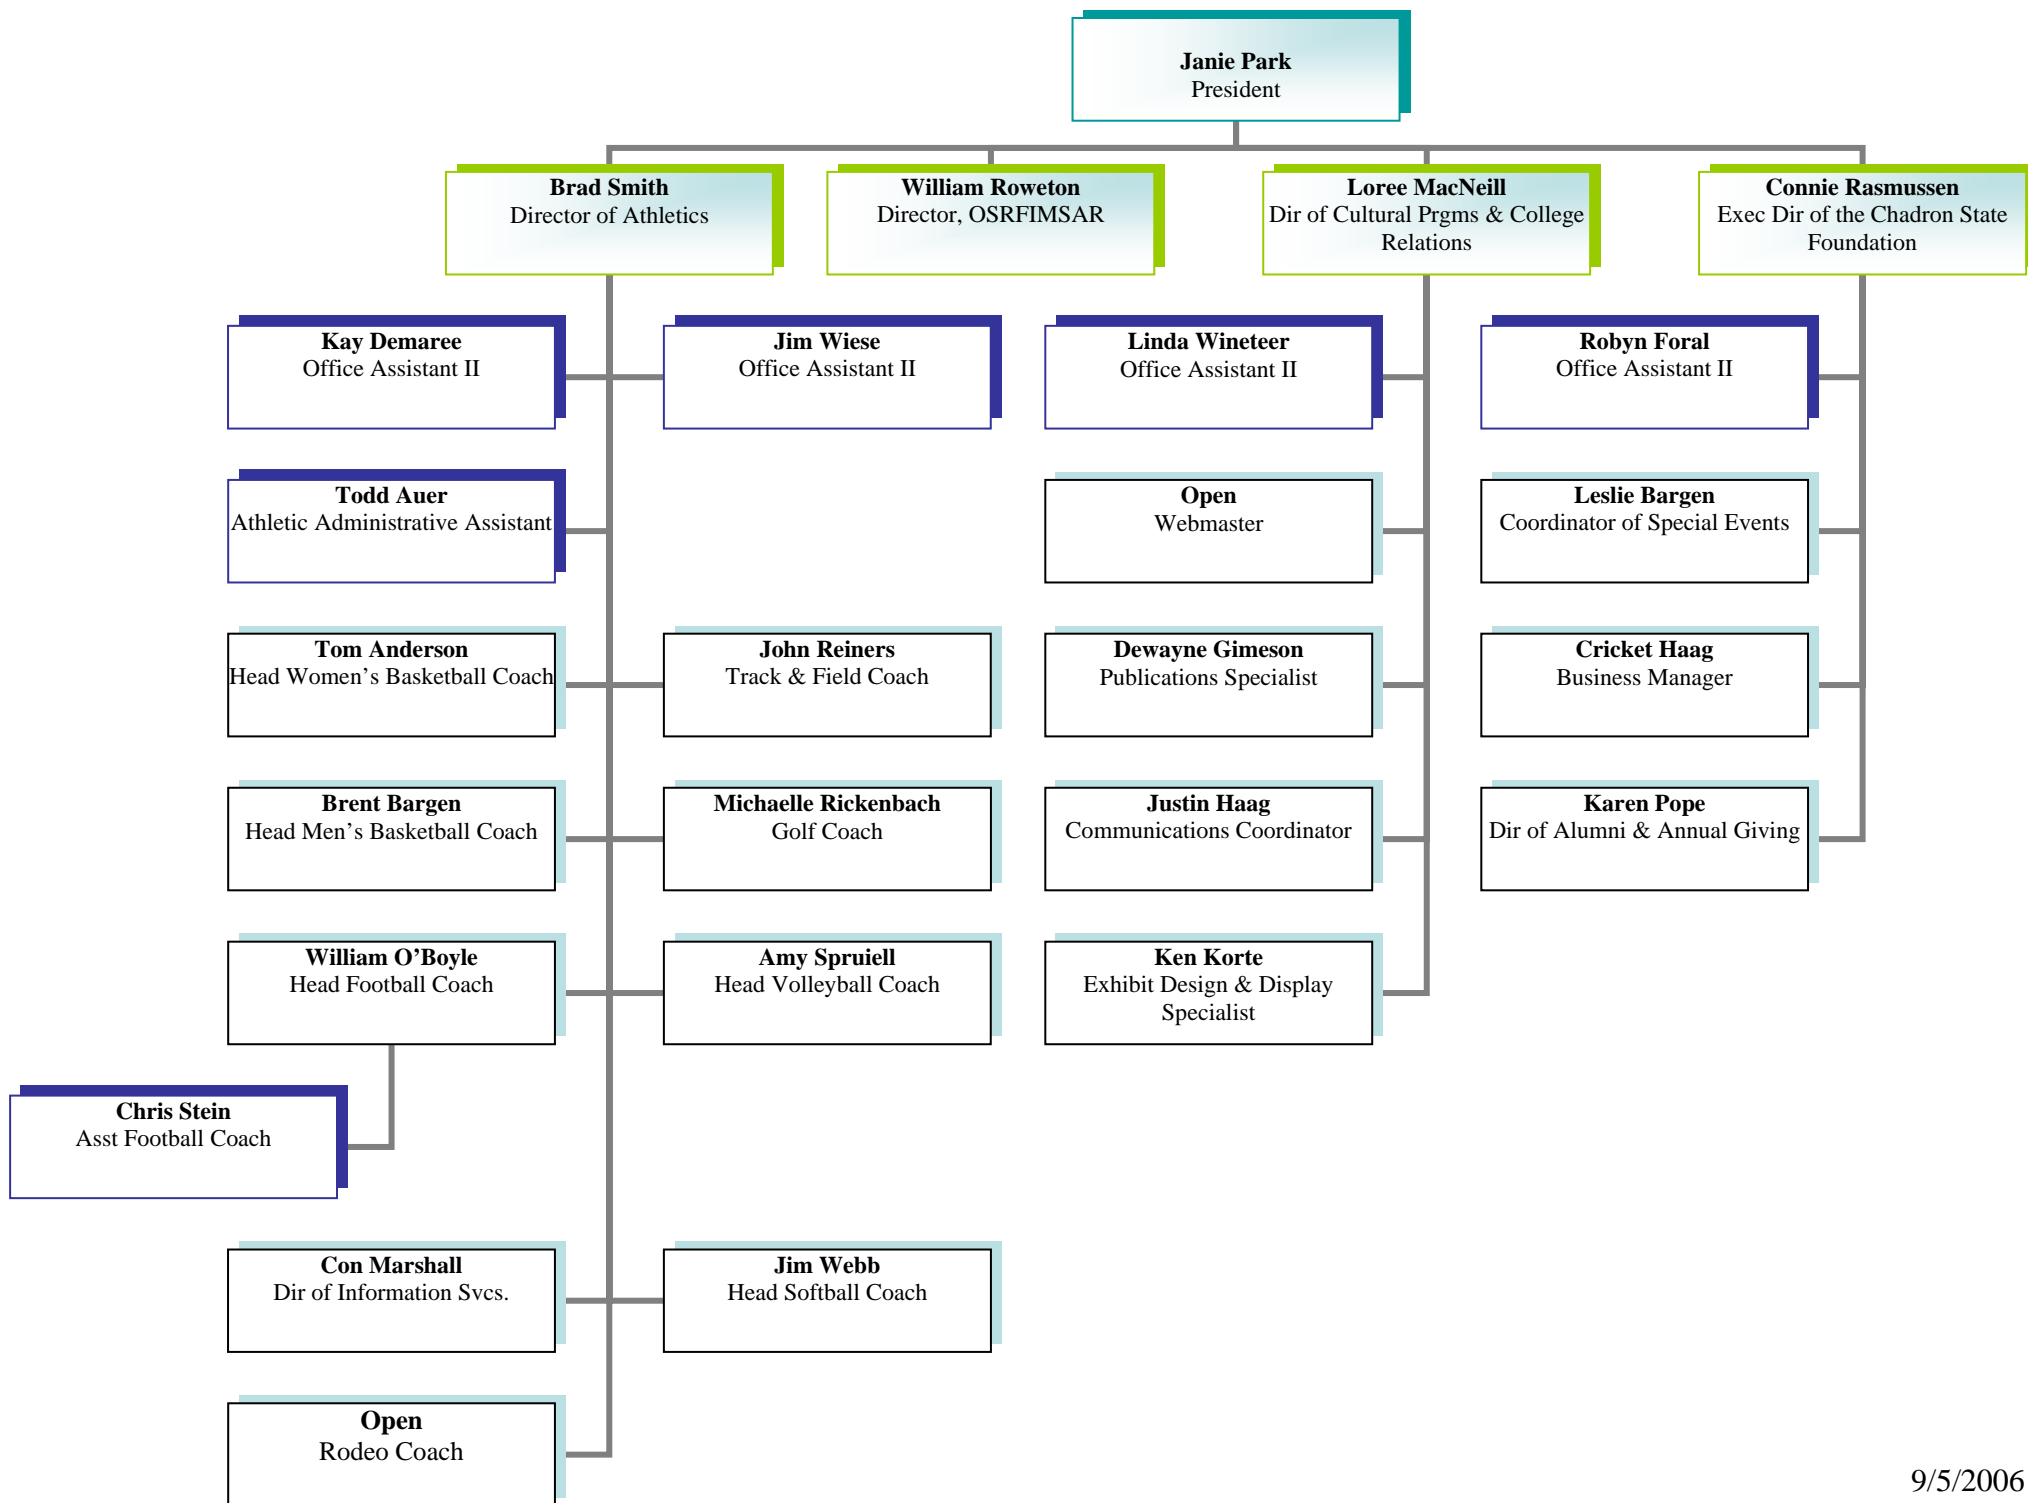 Janie Park
President
Brad Smith
Director of Athletics
William Roweton
Director, OSRFIMSAR
Loree MacNeill
Dir of Cultural Prgms & College
Relations
Connie Rasmussen
Exec Dir of the Chadron State
Foundation
Kay Demaree
Office Assistant II
Jim Wiese
Office Assistant II
Linda Wineteer
Office Assistant II
Robyn Foral
Office Assistant II
Todd Auer
Athletic Administrative Assistant
Open
Webmaster
Leslie Bargen
Coordinator of Special Events
Tom Anderson
Head Women’s Basketball Coach
John Reiners
Track & Field Coach
Dewayne Gimeson
Publications Specialist
Cricket Haag
Business Manager
Brent Bargen
Head Men’s Basketball Coach
Michaelle Rickenbach
Golf Coach
Justin Haag
Communications Coordinator
Karen Pope
Dir of Alumni & Annual Giving
William O’Boyle
Head Football Coach
Amy Spruiell
Head Volleyball Coach
Ken Korte
Exhibit Design & Display
Specialist
Chris Stein
Asst Football Coach
Con Marshall
Dir of Information Svcs.
Jim Webb
Head Softball Coach
Open
Rodeo Coach
9/5/2006